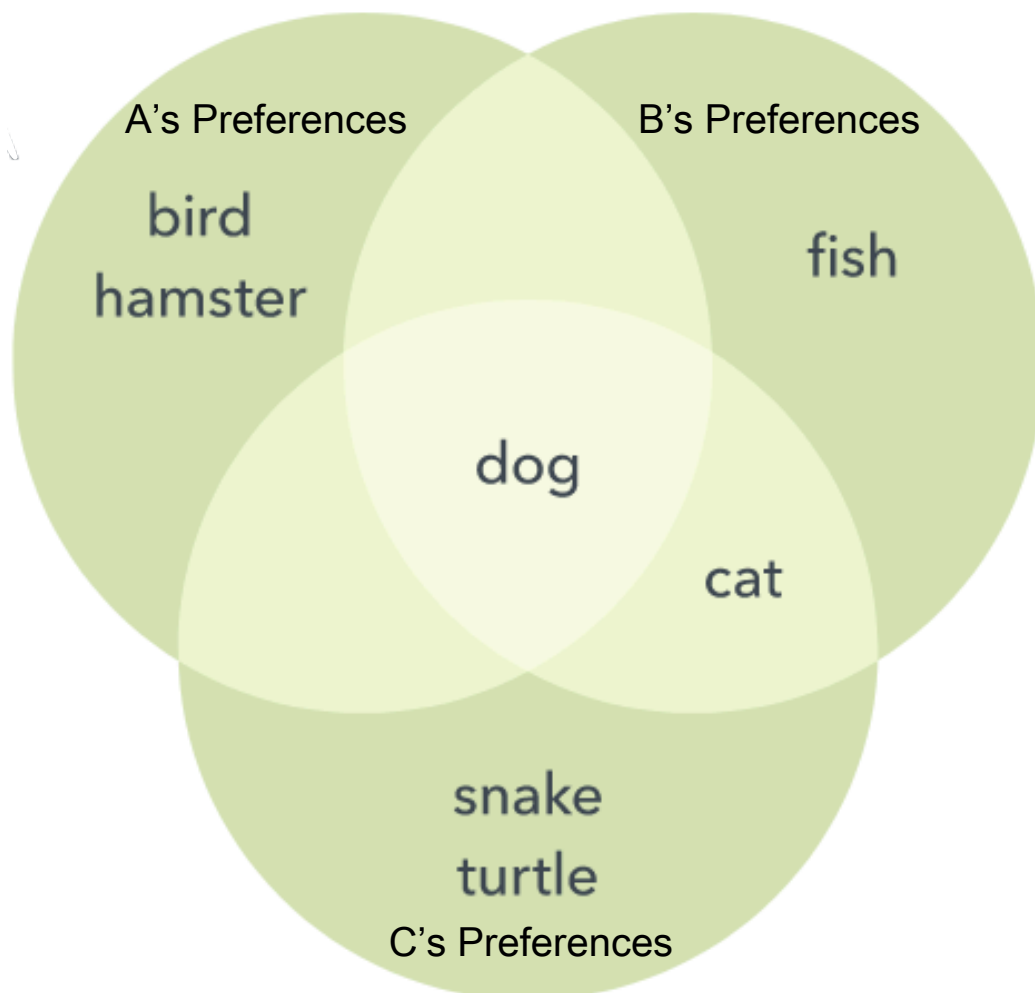 A’s Preferences
B’s Preferences
bird
hamster
fish
dog
cat
snake
turtle
C’s Preferences